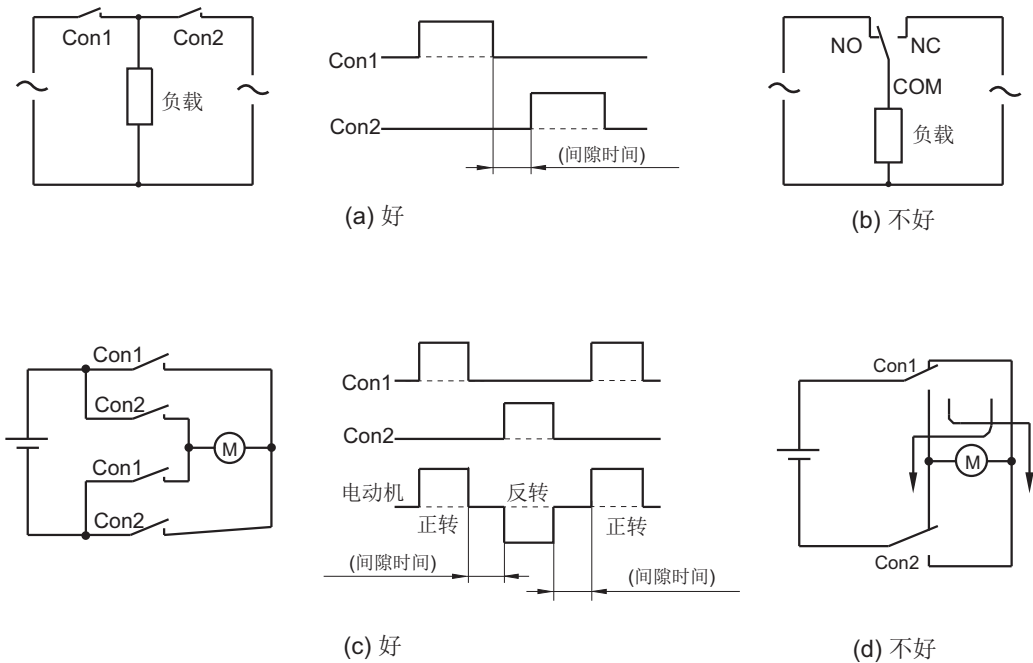 Con1
Con2
负载
Con1
Con2
(间隙时间)
(a) 好
NO
NC
COM
负载
(b) 不好
Con1
Con2
Con1
Con2
M
Con1
Con2
电动机
正转
反转
正转
(间隙时间)
(间隙时间)
(c) 好
Con1
M
Con2
(d) 不好